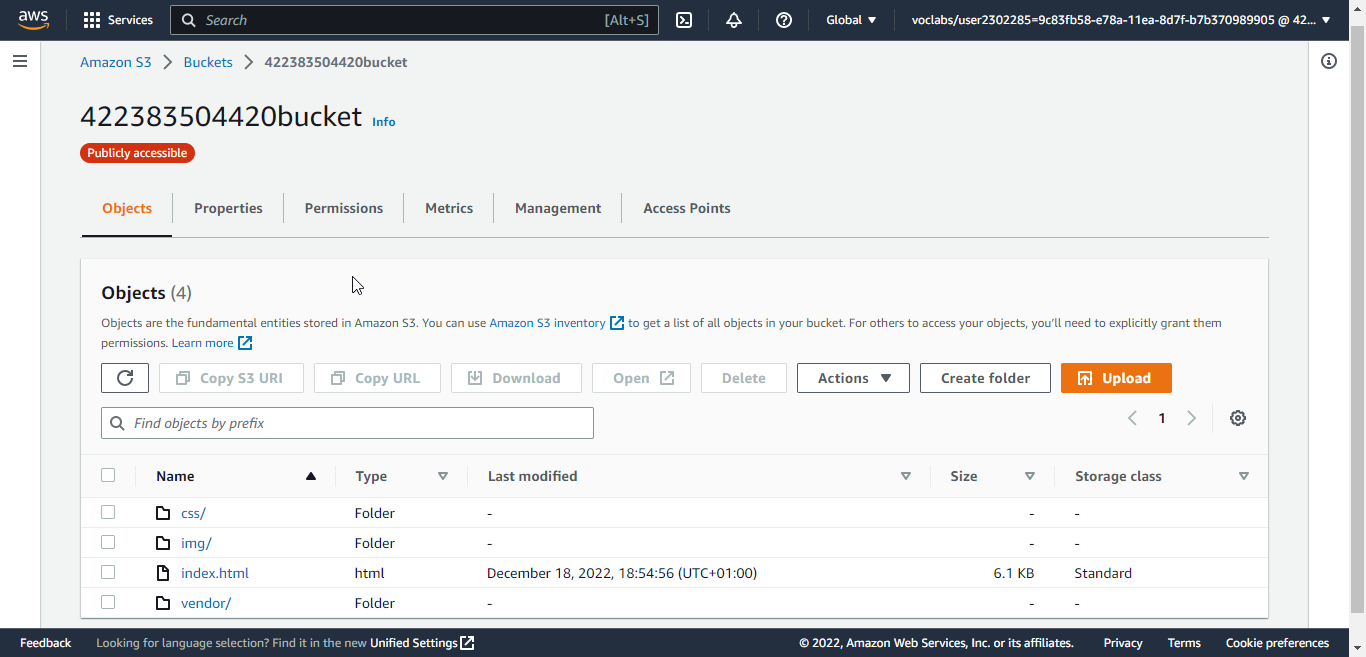 aws Services Search [Alt+S] Global voclabs/user2302285=9c83fb58-e78a-11ea-8d7f-b7b370989905 @ 42...
Amazon S3 Buckets 422383504420bucket
422383504420bucket Info
Publicly accessible
Objects Properties Permissions Metrics Management Access Points
Objects (4)
Objects are the fundamental entities stored in Amazon S3. You can use Amazon S3 inventory to get a list of all objects in your bucket. For others to access your objects, you'll need to explicitly grant them
permissions. Learn more
Copy S3 URI Copy URL Download Open Delete Actions Create folder Upload
Find objects by prefix 1
Name Type Last modified Size Storage class
css/ Folder - - -
img/ Folder - - -
index.html html December 18, 2022, 18:54:56 (UTC+01:00) 6.1 KB Standard
vendor/ Folder - - -
Feedback Looking for language selection? Find it in the new Unified Settings © 2022, Amazon Web Services, Inc. or its affiliates. Privacy Terms Cookie preferences